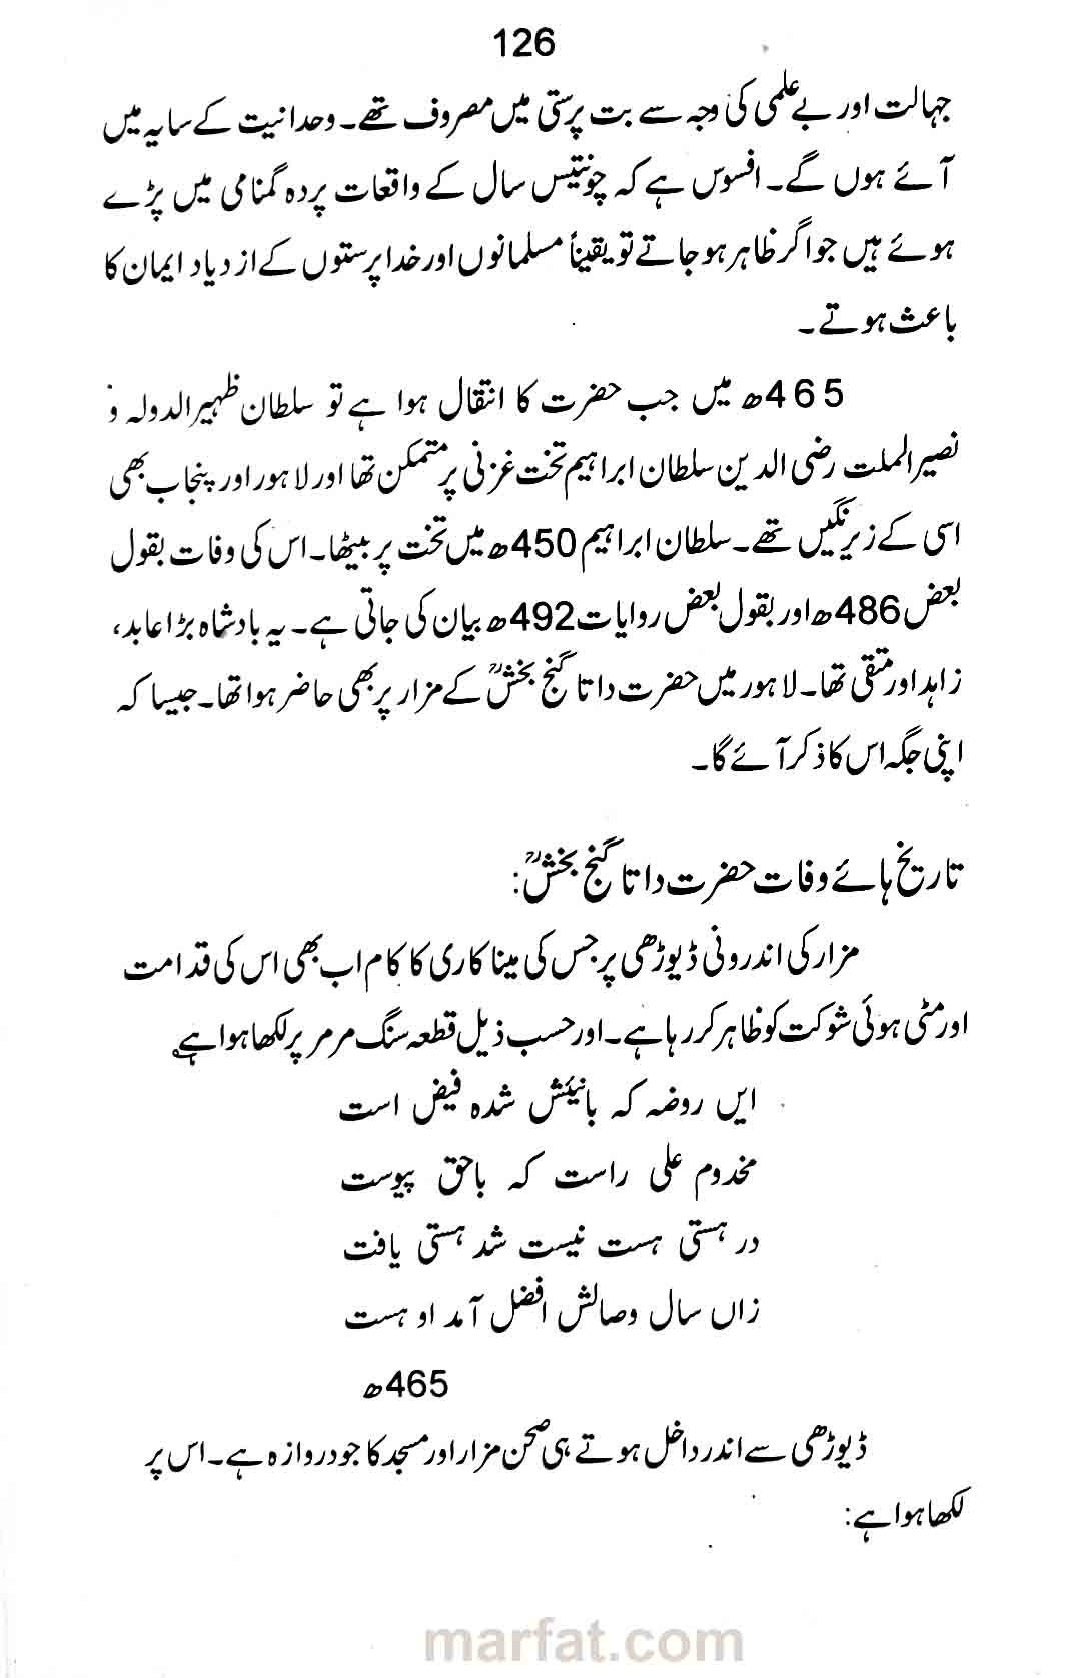 126
جہالت اور بے علمی کی وجہ سے بت پرستی میں مصروف تھے۔ وحدانیت کے سایہ میں
آئے ہوں گے۔ افسوس ہے کہ چونتیس سال کے واقعات پردہ گمنامی میں پڑے
ہوئے ہیں جو اگر ظاہر ہو جاتے تو یقیناً مسلمانوں اور خدا پرستوں کے ازدیاد ایمان کا
باعث ہوتے۔
465ھ میں جب حضرت کا انتقال ہوا ہے تو سلطان ظہیر الدولہ و
نصیر الملت رضی الدین سلطان ابراہیم تخت غزنی پر متمکن تھا اور لاہور اور پنجاب بھی
اسی کے زیر نگیں تھے۔ سلطان ابراہیم 450ھ میں تخت پر بیٹھا۔ اس کی وفات بقول
بعض 486ھ اور بقول بعض روایات 492ھ بیان کی جاتی ہے۔ یہ بادشاہ بڑا عابد،
زاہد اور متقی تھا۔ لاہور میں حضرت داتا گنج بخشؒ کے مزار پر بھی حاضر ہوا تھا۔ جیسا کہ
اپنی جگہ اس کا ذکر آئے گا۔
تاریخ ہائے وفات حضرت داتا گنج بخشؒ:
مزار کی اندرونی ڈیوڑھی پر جس کی مینا کاری کا کام اب بھی اس کی قدامت
اور مٹی ہوئی شوکت کو ظاہر کر رہا ہے۔ اور حسب ذیل قطعہ سنگ مرمر پر لکھا ہوا ہے۔
ایں روضہ کہ بانیئش شدہ فیض است
مخدوم علی راست کہ باحق پیوست
در ہستی ہست نیست شد ہستی یافت
زاں سال وصالش افضل آمد او ہست
465ھ
ڈیوڑھی سے اندر داخل ہوتے ہی صحن مزار اور مسجد کا جو دروازہ ہے۔ اس پر
لکھا ہوا ہے:
marfat.com